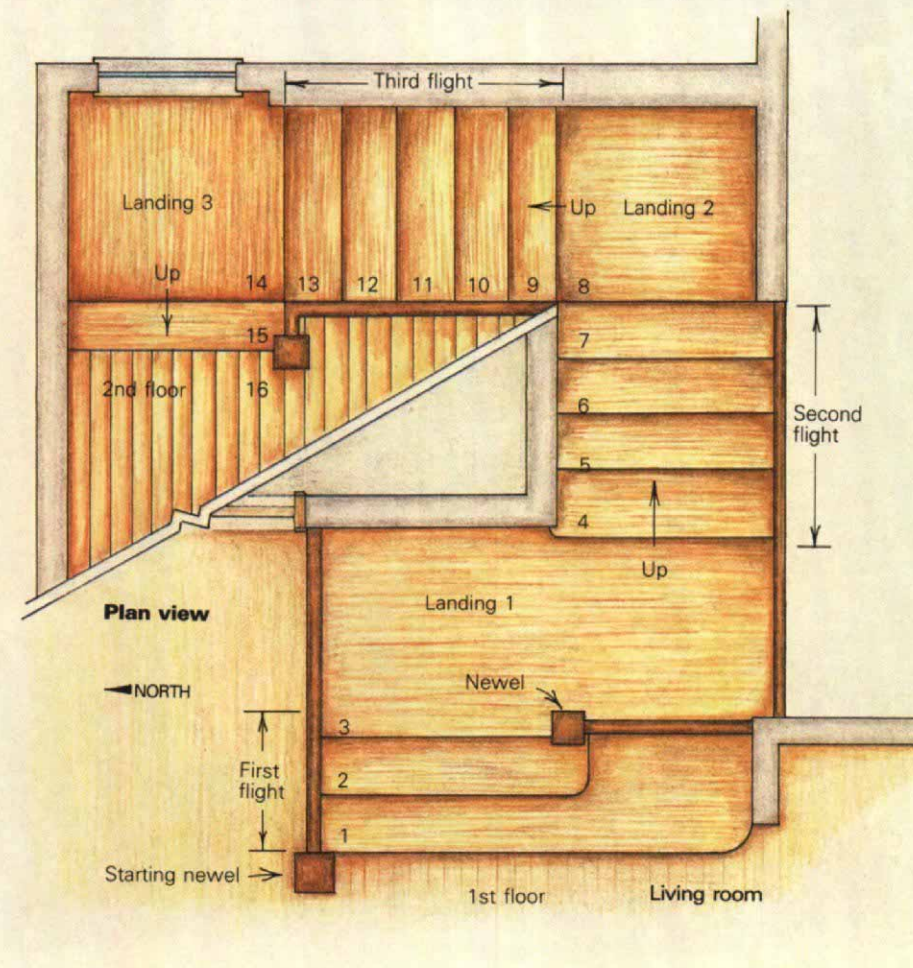 Third flight
Landing 3
Up
Landing 2
Up
14
13
12
11
10
9
8
15
7
2nd floor
16
6
Second
flight
5
4
Up
Landing 1
Plan view
NORTH
Newel
3
First
flight
2
1
Starting newel
1st floor
Living room